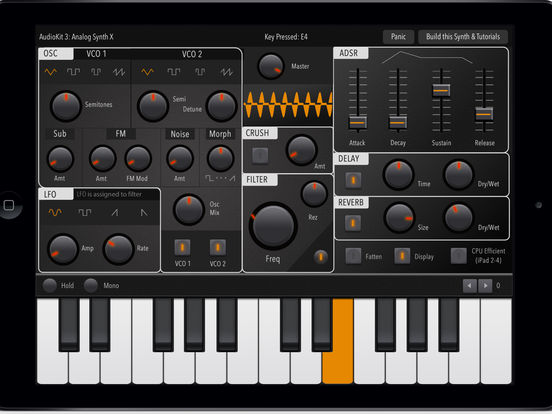 AudioKit 3: Analog Synth X
Key Pressed: E4
Panic
Build this Synth & Tutorials
OSC
VCO 1
VCO 2
Semitones
Semi
Detune
Master
ADSR
Attack
Decay
Sustain
Release
Sub
FM
Noise
Morph
Amt
Amt
FM Mod
Amt
CRUSH
Amt
DELAY
Time
Dry/Wet
LFO
LFO is assigned to filter
Amp
Rate
Osc
Mix
VCO 1
VCO 2
FILTER
Freq
Rez
REVERB
Size
Dry/Wet
Fatten
Display
CPU Efficient
(iPad 2-4)
Hold
Mono
0